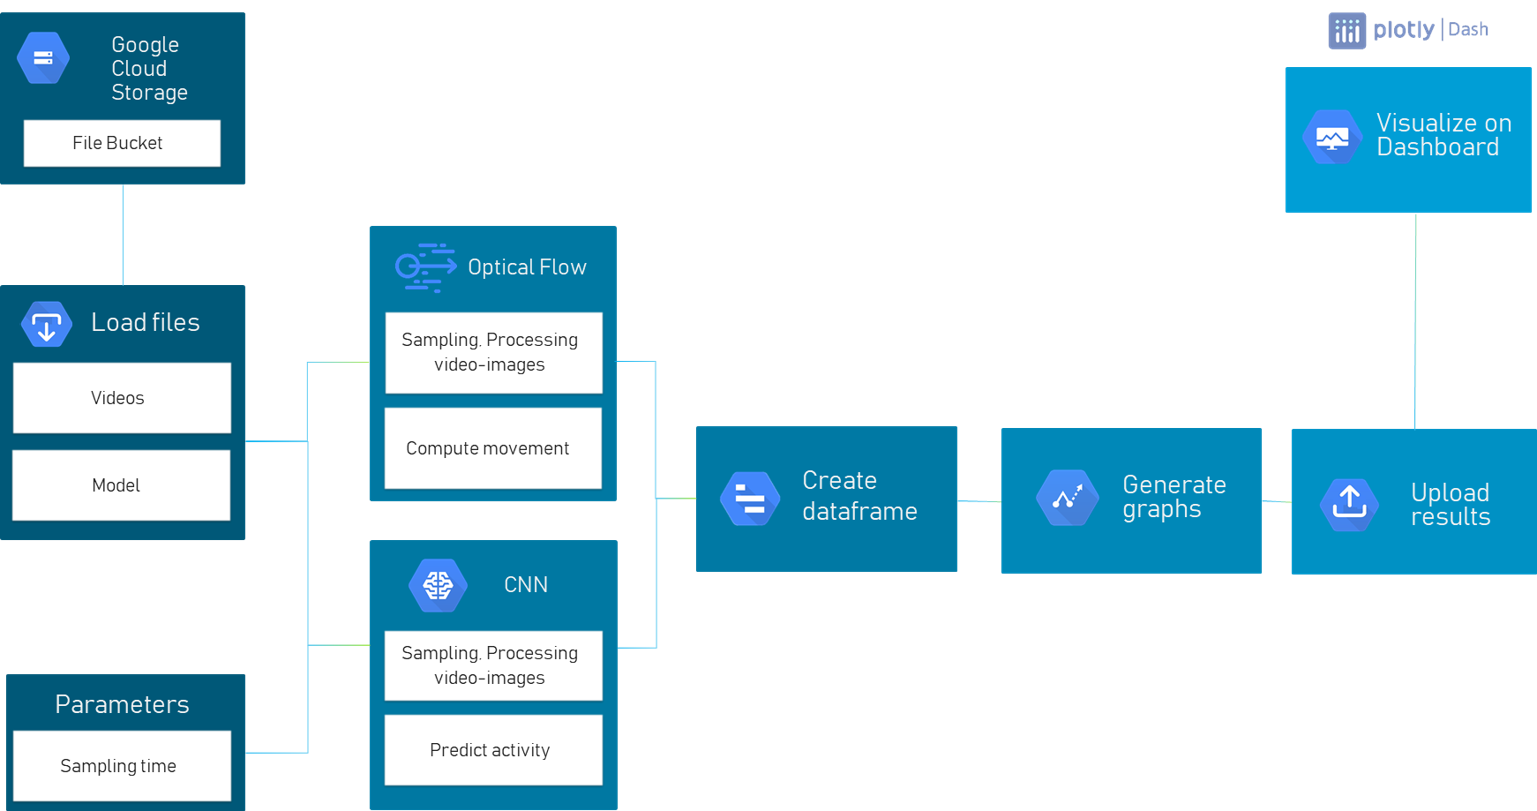 Google
Cloud
Storage
File Bucket
Load files
Videos
Model
Parameters
Sampling time
Optical Flow
Sampling. Processing
video-images
Compute movement
CNN
Sampling. Processing
video-images
Predict activity
Create
dataframe
Generate
graphs
Upload
results
plotly | Dash
Visualize on
Dashboard